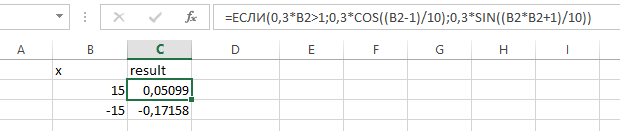 fx =ЕСЛИ(0,3*B2>1;0,3*COS((B2-1)/10);0,3*SIN((B2*B2+1)/10))
B C D E F G H I
x result
15 0,05099
-15 -0,17158